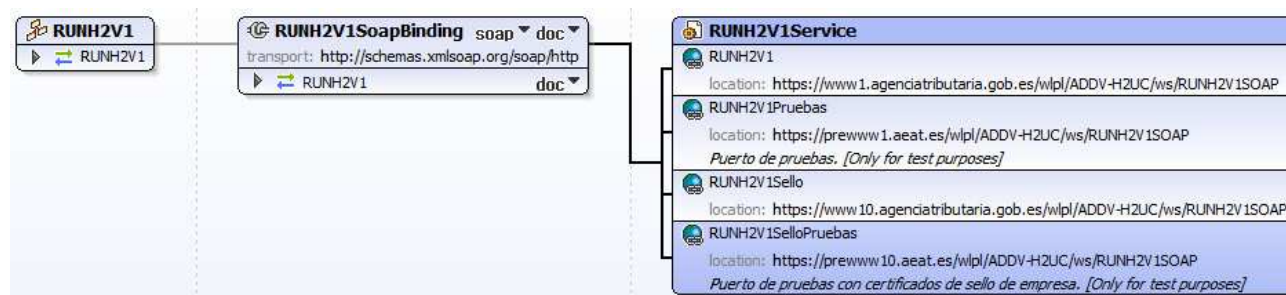 RUNH2V1
RUNH2V1
RUNH2V1SoapBinding soap doc
transport: http://schemas.xmlsoap.org/soap/http
RUNH2V1 doc
RUNH2V1Service
RUNH2V1
location: https://www1.agenciatributaria.gob.es/wlpl/ADDV-H2UC/ws/RUNH2V1SOAP
RUNH2V1Pruebas
location: https://prewww1.aeat.es/wlpl/ADDV-H2UC/ws/RUNH2V1SOAP
Puerto de pruebas. [Only for test purposes]
RUNH2V1Sello
location: https://www10.agenciatributaria.gob.es/wlpl/ADDV-H2UC/ws/RUNH2V1SOAP
RUNH2V1SelloPruebas
location: https://prewww10.aeat.es/wlpl/ADDV-H2UC/ws/RUNH2V1SOAP
Puerto de pruebas con certificados de sello de empresa. [Only for test purposes]